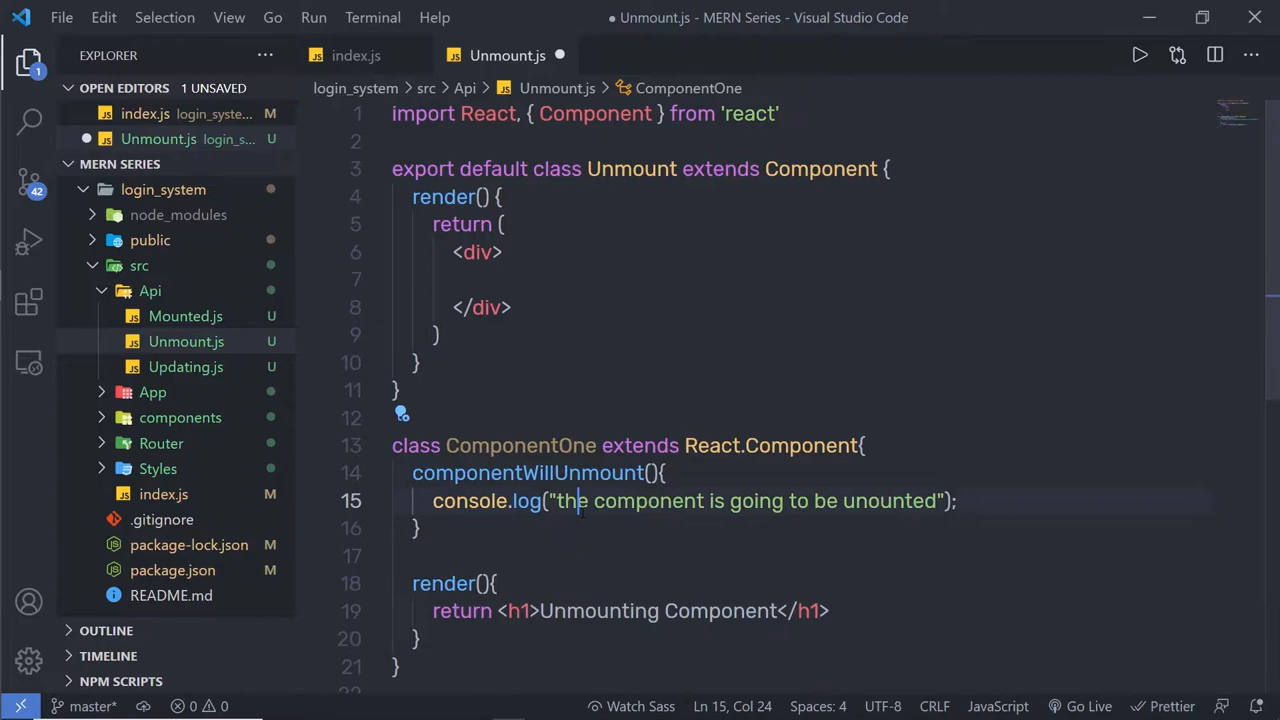 File Edit Selection View Go Run Terminal Help
● Unmount.js - MERN Series - Visual Studio Code
EXPLORER
1
OPEN EDITORS 1 UNSAVED
index.js login_syste... M
Unmount.js login_s... U
MERN SERIES
42
login_system
node_modules
public
src
Api
Mounted.js U
Unmount.js U
Updating.js U
App
components
Router
Styles
index.js M
.gitignore
package-lock.json M
package.json M
README.md
OUTLINE
TIMELINE
NPM SCRIPTS
index.js Unmount.js
login_system > src > Api > Unmount.js > ComponentOne
1 import React, { Component } from 'react'
2
3 export default class Unmount extends Component {
4 render() {
5 return (
6 <div>
7
8 </div>
9 )
10 }
11 }
12
13 class ComponentOne extends React.Component{
14 componentWillUnmount(){
15 console.log("the component is going to be unounted");
16 }
17
18 render(){
19 return <h1>Unmounting Component</h1>
20 }
21 }
master* 0 0 Watch Sass Ln 15, Col 24 Spaces: 4 UTF-8 CRLF JavaScript Go Live Prettier